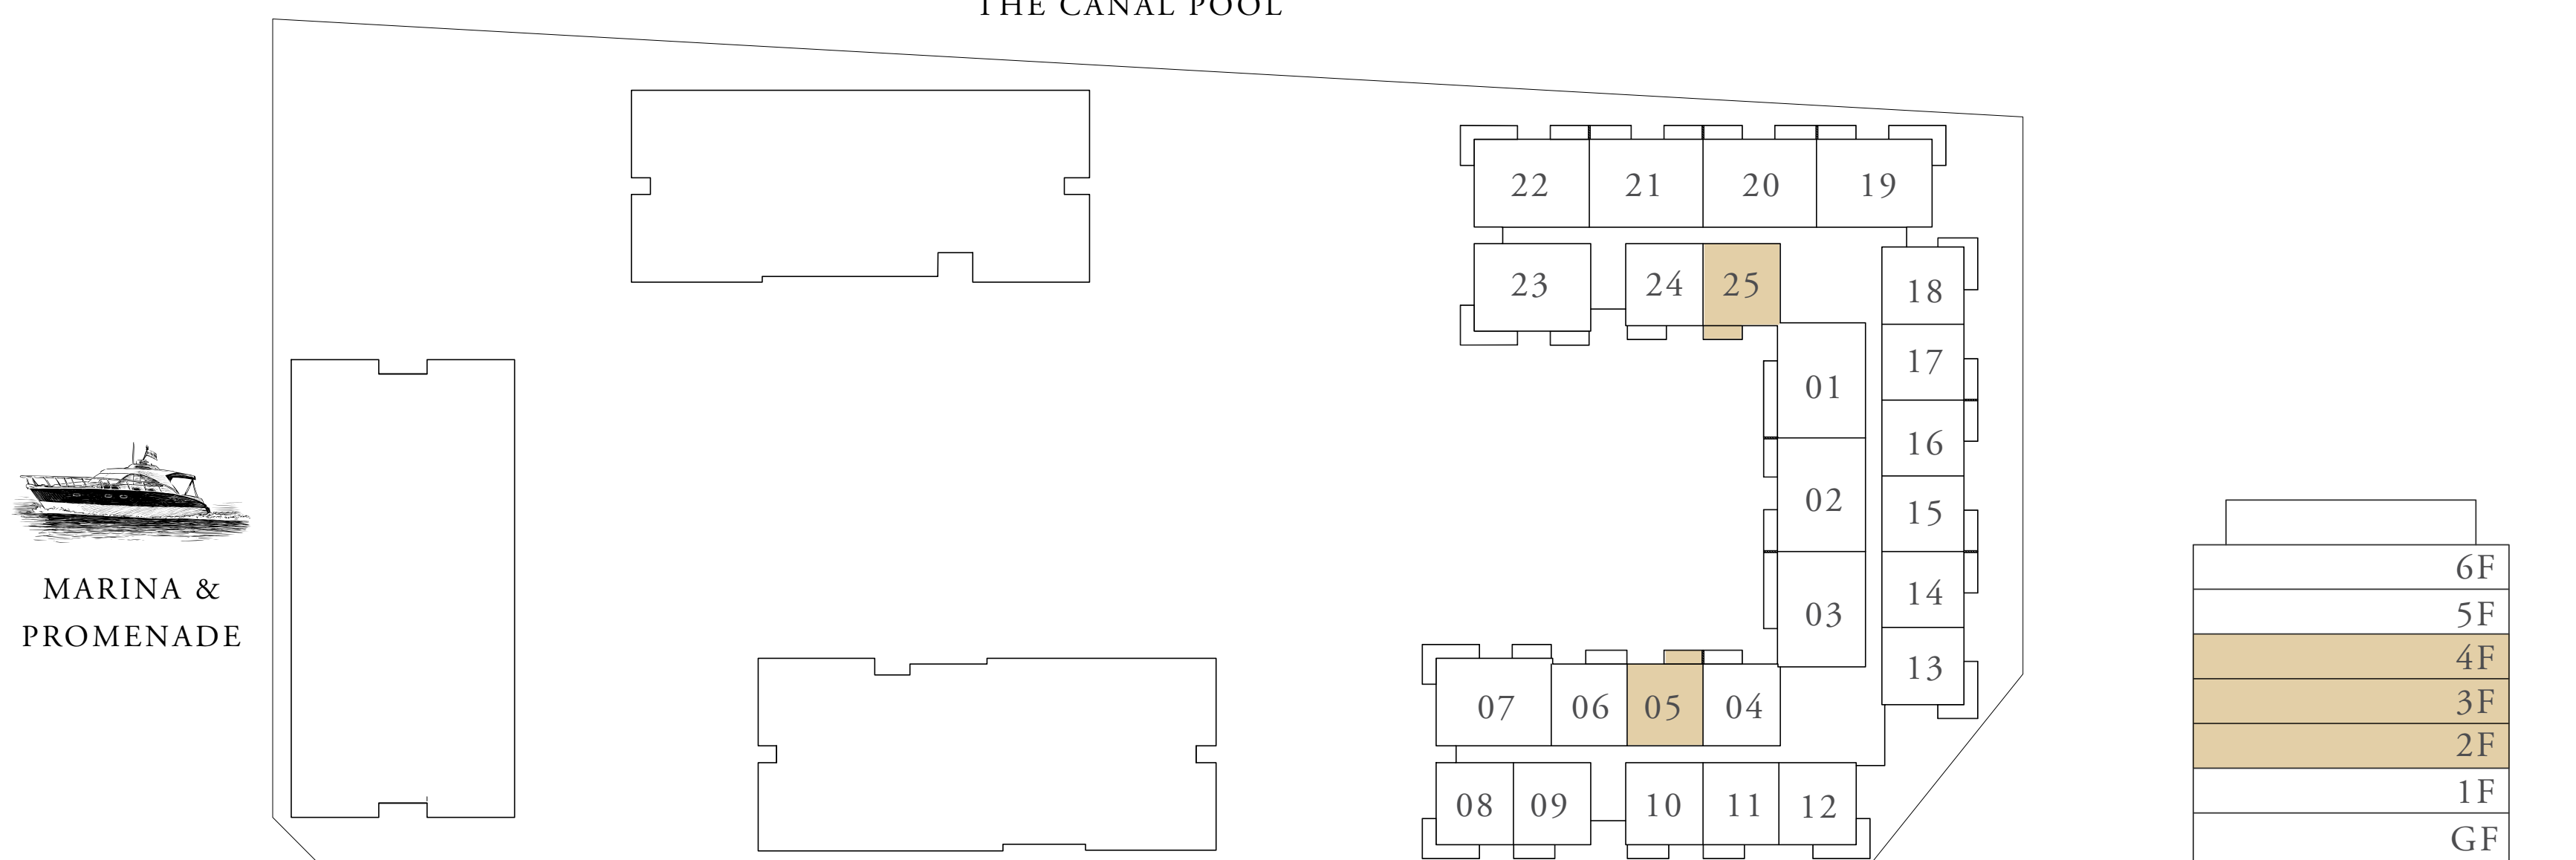 THE CANAL POOL
22 21 20 19
23 24 25
18
17
01
16
02
15
14
03
13
07 06 05 04
08 09 10 11 12
MARINA &
PROMENADE
6F
5F
4F
3F
2F
1F
GF